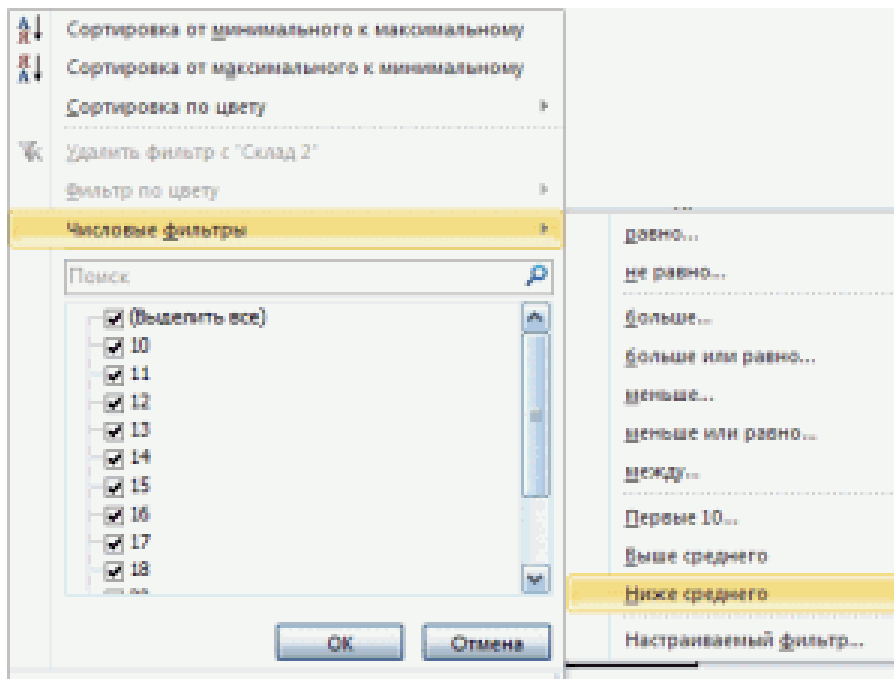 Сортировка от минимального к максимальному
Сортировка от максимального к минимальному
Сортировка по цвету
Удалить фильтр с "Склад 2"
Фильтр по цвету
Числовые фильтры
Поиск
(Выделить все)
10
11
12
13
14
15
16
17
18
ОК
Отмена
равно...
не равно...
больше...
больше или равно...
меньше...
меньше или равно...
между...
Первые 10...
Выше среднего
Ниже среднего
Настраиваемый фильтр...